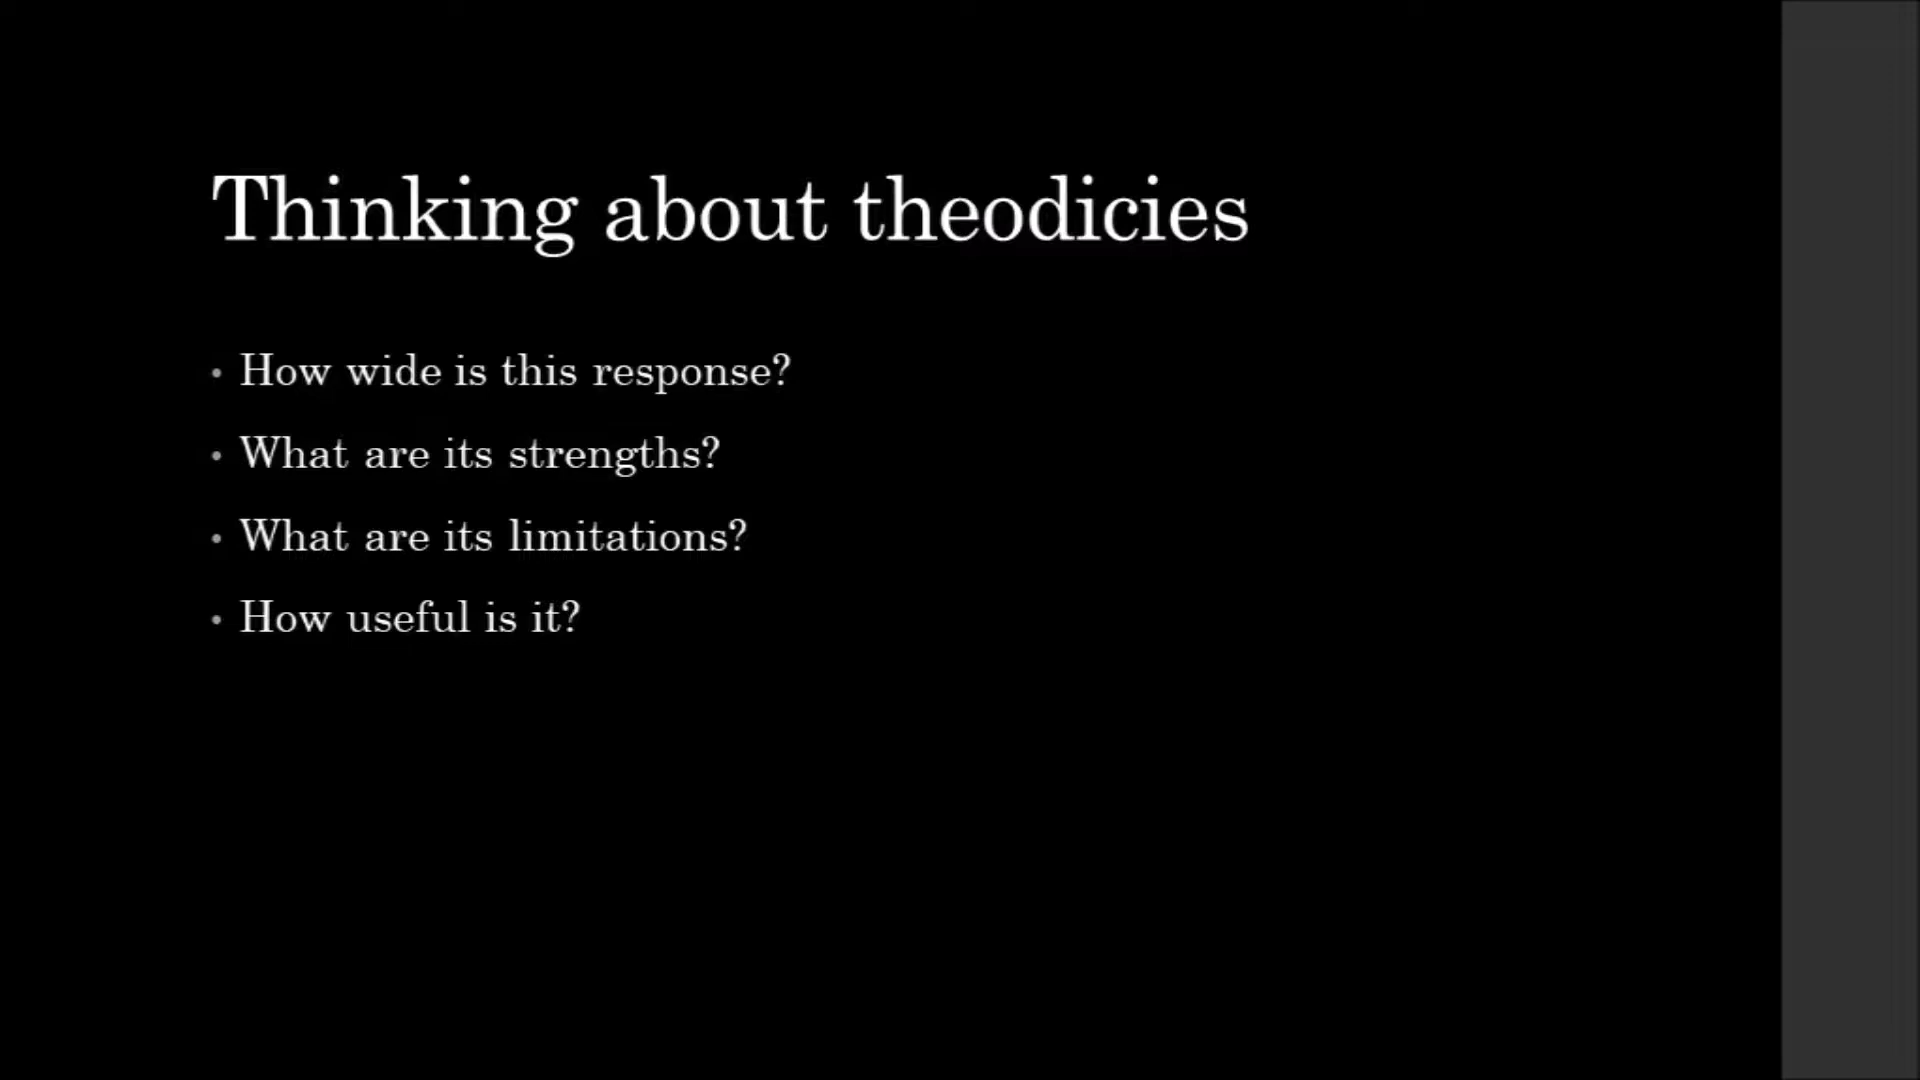 Thinking about theodicies
• How wide is this response?
• What are its strengths?
• What are its limitations?
• How useful is it?